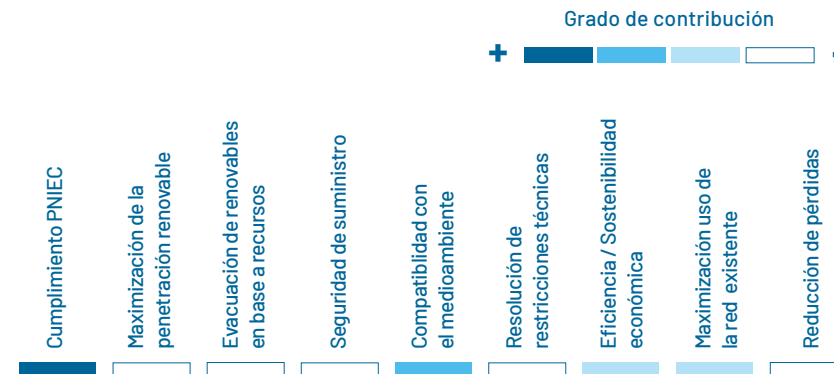 Grado de contribución
+
Cumplimiento PNIEC
Maximización de la
penetración renovable
Evacuación de renovables
en base a recursos
Seguridad de suministro
Compatiblidad con
el medioambiente
Resolución de
restricciones técnicas
Eficiencia / Sostenibilidad
económica
Maximización uso de
la red existente
Reducción de pérdidas